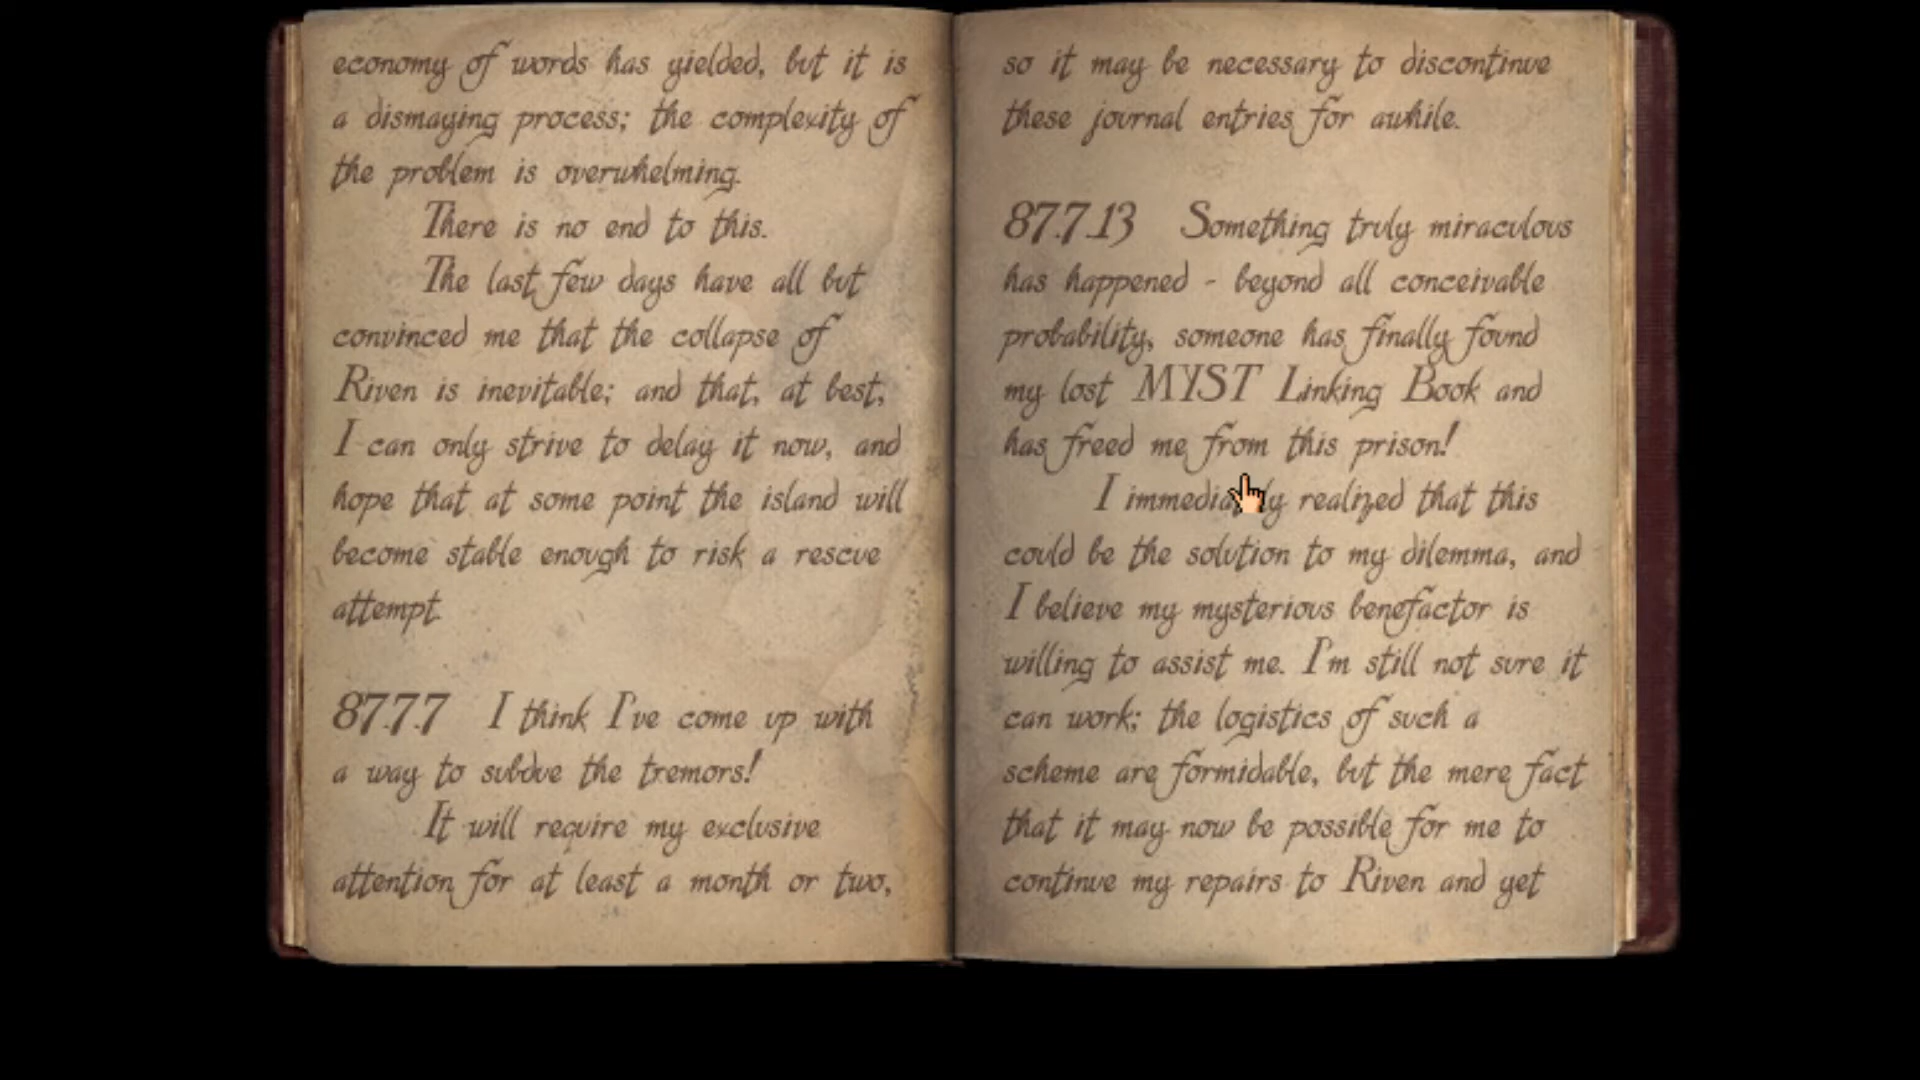 economy of words has yielded, but it is
a dismaying process; the complexity of
the problem is overwhelming.
There is no end to this.
The last few days have all but
convinced me that the collapse of
Riven is inevitable; and that, at best,
I can only strive to delay it now, and
hope that at some point the island will
become stable enough to risk a rescue
attempt.
87.7.7 I think I've come up with
a way to subdue the tremors!
It will require my exclusive
attention for at least a month or two,
so it may be necessary to discontinue
these journal entries for awhile.
87.7.13 Something truly miraculous
has happened - beyond all conceivable
probability, someone has finally found
my lost MYST Linking Book and
has freed me from this prison!
I immediately realized that this
could be the solution to my dilemma, and
I believe my mysterious benefactor is
willing to assist me. I'm still not sure it
can work; the logistics of such a
scheme are formidable, but the mere fact
that it may now be possible for me to
continue my repairs to Riven and yet